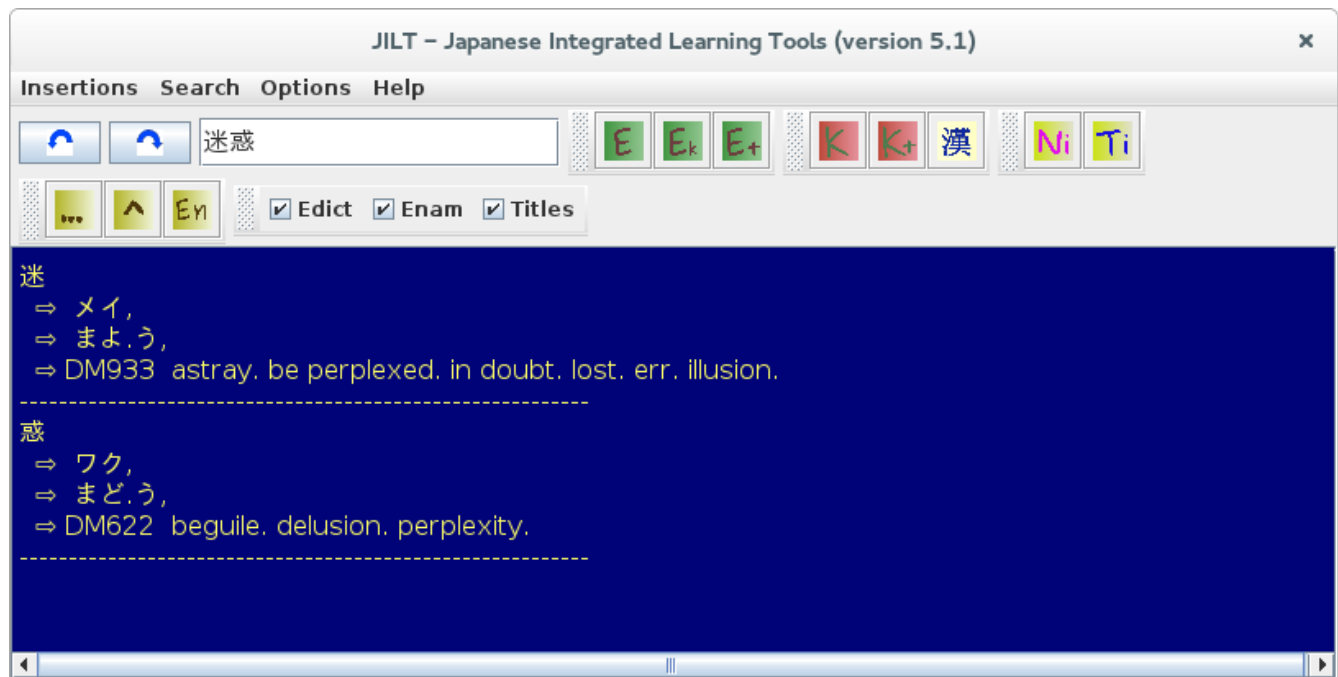 JILT – Japanese Integrated Learning Tools (version 5.1)
Insertions Search Options Help
迷惑 E Ek E+ K K+ 漢 Ni Ti
... ^ En Edict Enam Titles
迷
⇨ メイ,
⇨ まよ.う,
⇨ DM933 astray. be perplexed. in doubt. lost. err. illusion.
----------------------------------------------------------
惑
⇨ ワク,
⇨ まど.う,
⇨ DM622 beguile. delusion. perplexity.
----------------------------------------------------------